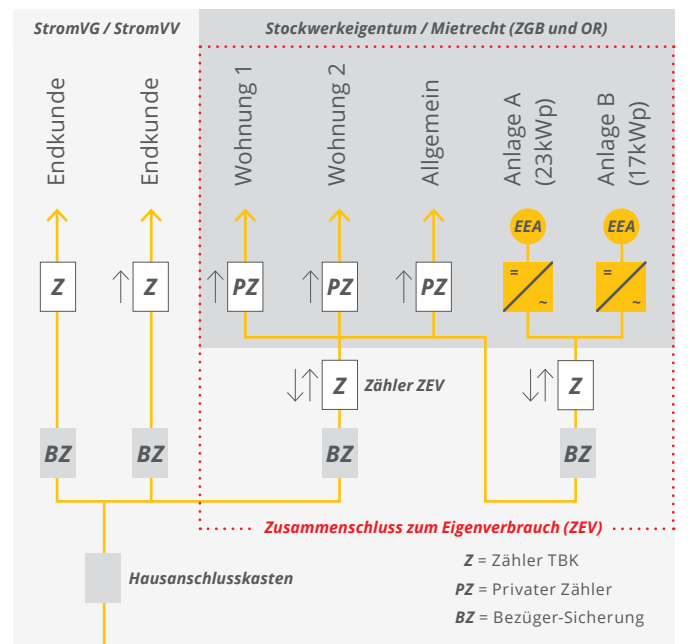 StromVG / StromVV
Stockwerkeigentum / Mietrecht (ZGB und OR)
Endkunde
Endkunde
Wohnung 1
Wohnung 2
Allgemein
Anlage A
(23kWp)
Anlage B
(17kWp)
EEA
EEA
Z
Z
PZ
PZ
PZ
=
~
=
~
Z
Zähler ZEV
Z
BZ
BZ
BZ
BZ
Zusammenschluss zum Eigenverbrauch (ZEV)
Hausanschlusskasten
Z = Zähler TBK
PZ = Privater Zähler
BZ = Bezüger-Sicherung